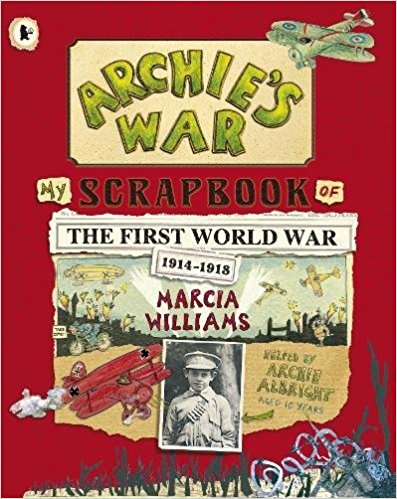 ARCHIE'S
WAR
MY SCRAPBOOK OF
THE FIRST WORLD WAR
1914-1918
MARCIA
WILLIAMS
HELPED BY
ARCHIE
ALBRIGHT
AGED 10 YEARS